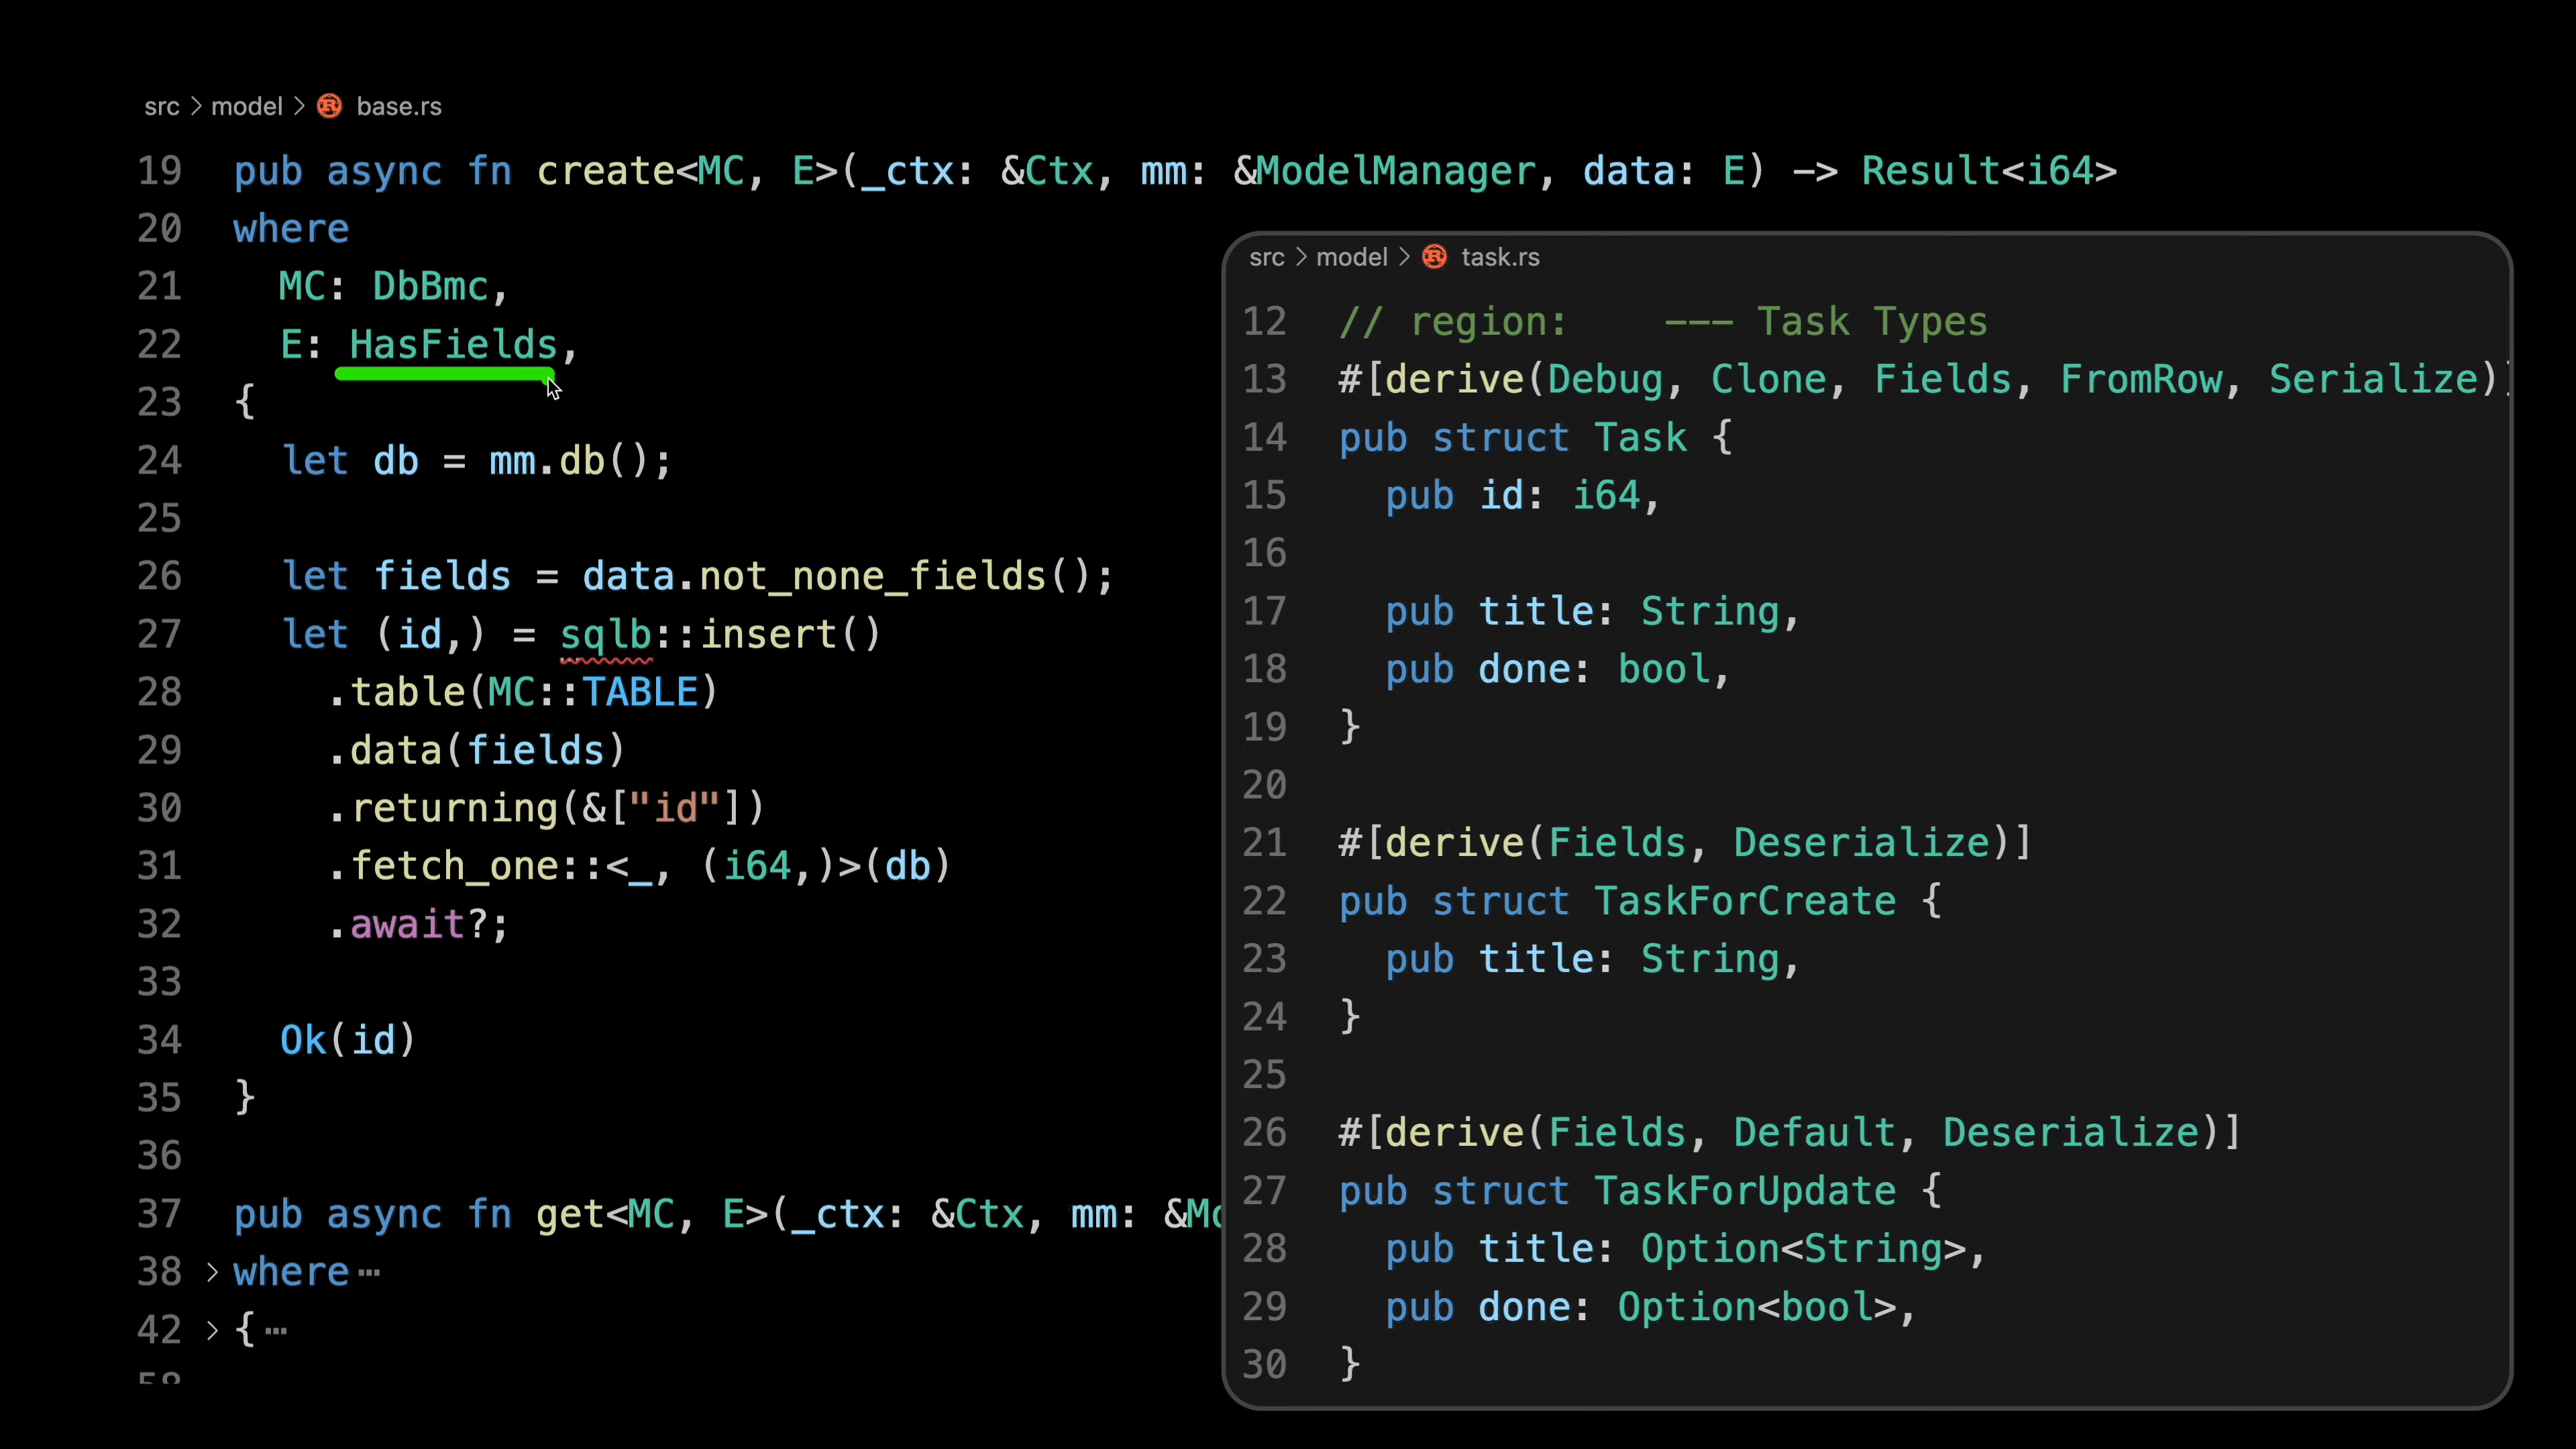 src > model > base.rs
19 pub async fn create<MC, E>(_ctx: &Ctx, mm: &ModelManager, data: E) -> Result<i64>
20 where
21   MC: DbBmc,
22   E: HasFields,
23 {
24   let db = mm.db();
25
26   let fields = data.not_none_fields();
27   let (id,) = sqlb::insert()
28     .table(MC::TABLE)
29     .data(fields)
30     .returning(&["id"])
31     .fetch_one::<_, (i64,)>(db)
32     .await?;
33
34   Ok(id)
35 }
36
37 pub async fn get<MC, E>(_ctx: &Ctx, mm: &Mo
38 > where ⋯
42 > { ⋯
src > model > task.rs
12 // region:    --- Task Types
13 #[derive(Debug, Clone, Fields, FromRow, Serialize)]
14 pub struct Task {
15   pub id: i64,
16
17   pub title: String,
18   pub done: bool,
19 }
20
21 #[derive(Fields, Deserialize)]
22 pub struct TaskForCreate {
23   pub title: String,
24 }
25
26 #[derive(Fields, Default, Deserialize)]
27 pub struct TaskForUpdate {
28   pub title: Option<String>,
29   pub done: Option<bool>,
30 }